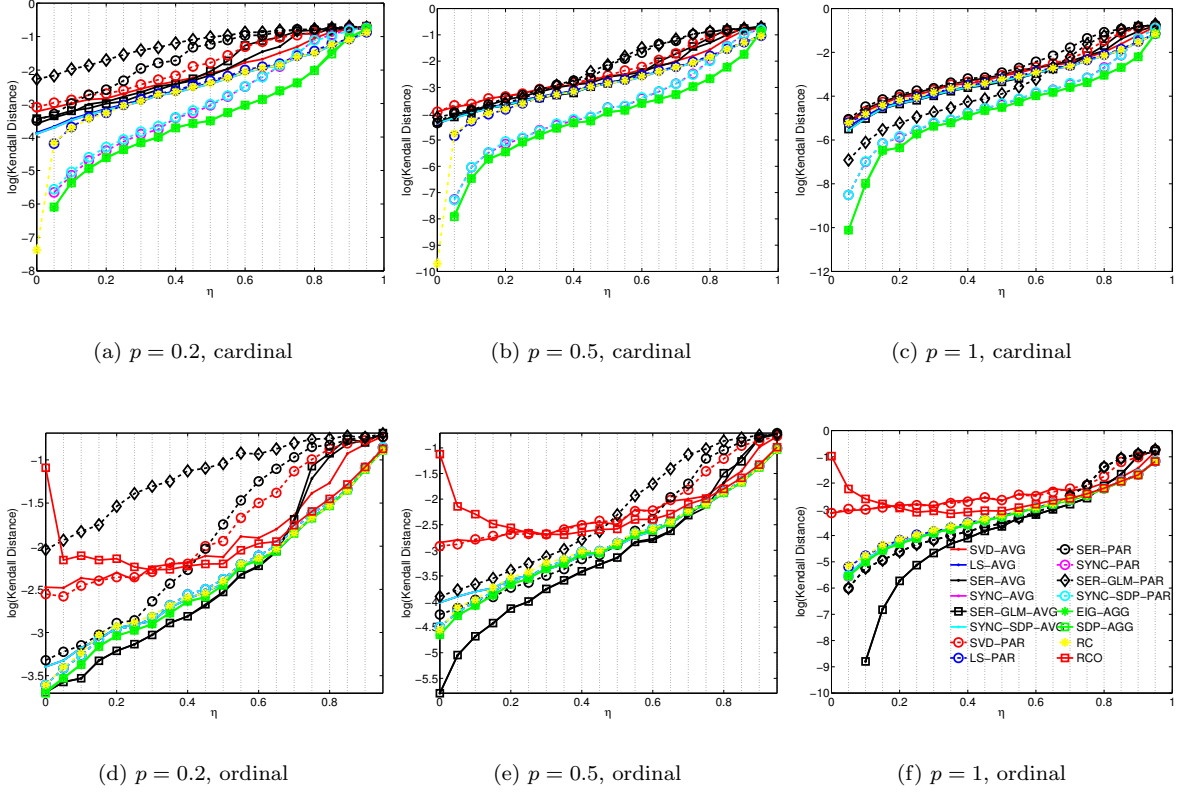 0
-1
-2
-3
-4
-5
-6
-7
-8
log(Kendall Distance)
0 0.2 0.4 0.6 0.8 1
η
(a) p = 0.2, cardinal
0
-1
-2
-3
-4
-5
-6
-7
-8
-9
-10
log(Kendall Distance)
0 0.2 0.4 0.6 0.8 1
η
(b) p = 0.5, cardinal
0
-2
-4
-6
-8
-10
-12
log(Kendall Distance)
0 0.2 0.4 0.6 0.8 1
η
(c) p = 1, cardinal
-1
-1.5
-2
-2.5
-3
-3.5
log(Kendall Distance)
0 0.2 0.4 0.6 0.8
η
(d) p = 0.2, ordinal
-1
-1.5
-2
-2.5
-3
-3.5
-4
-4.5
-5
-5.5
log(Kendall Distance)
0 0.2 0.4 0.6 0.8
η
(e) p = 0.5, ordinal
0
-1
-2
-3
-4
-5
-6
-7
-8
-9
-10
log(Kendall Distance)
0 0.2 0.4 0.6 0.8 1
η
SVD-AVG
LS-AVG
SER-AVG
SYNC-AVG
SER-GLM-AVG
SYNC-SDP-AVG
SVD-PAR
LS-PAR
SER-PAR
SYNC-PAR
SER-GLM-PAR
SYNC-SDP-PAR
EIG-AGG
SDP-AGG
RC
RCO
(f) p = 1, ordinal